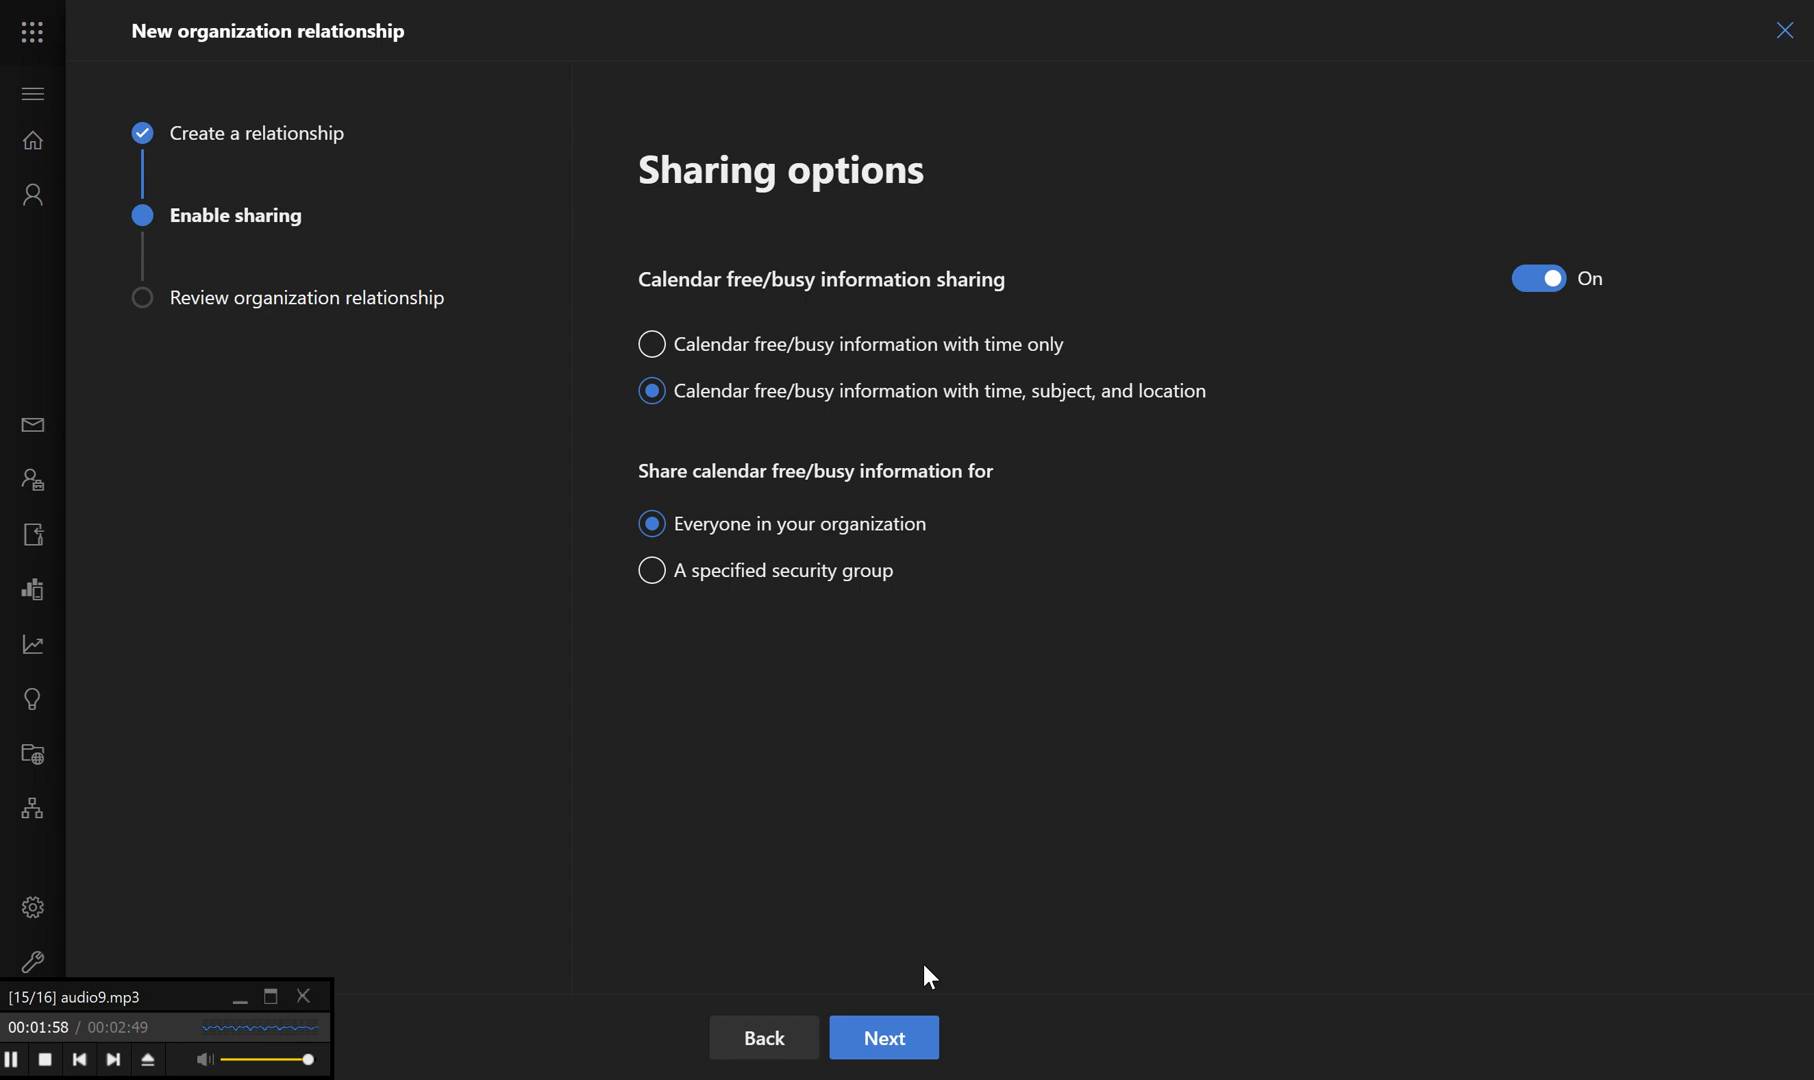 New organization relationship
Create a relationship
Enable sharing
Review organization relationship
Sharing options
Calendar free/busy information sharing
On
Calendar free/busy information with time only
Calendar free/busy information with time, subject, and location
Share calendar free/busy information for
Everyone in your organization
A specified security group
Back
Next
[15/16] audio9.mp3
00:01:58 / 00:02:49